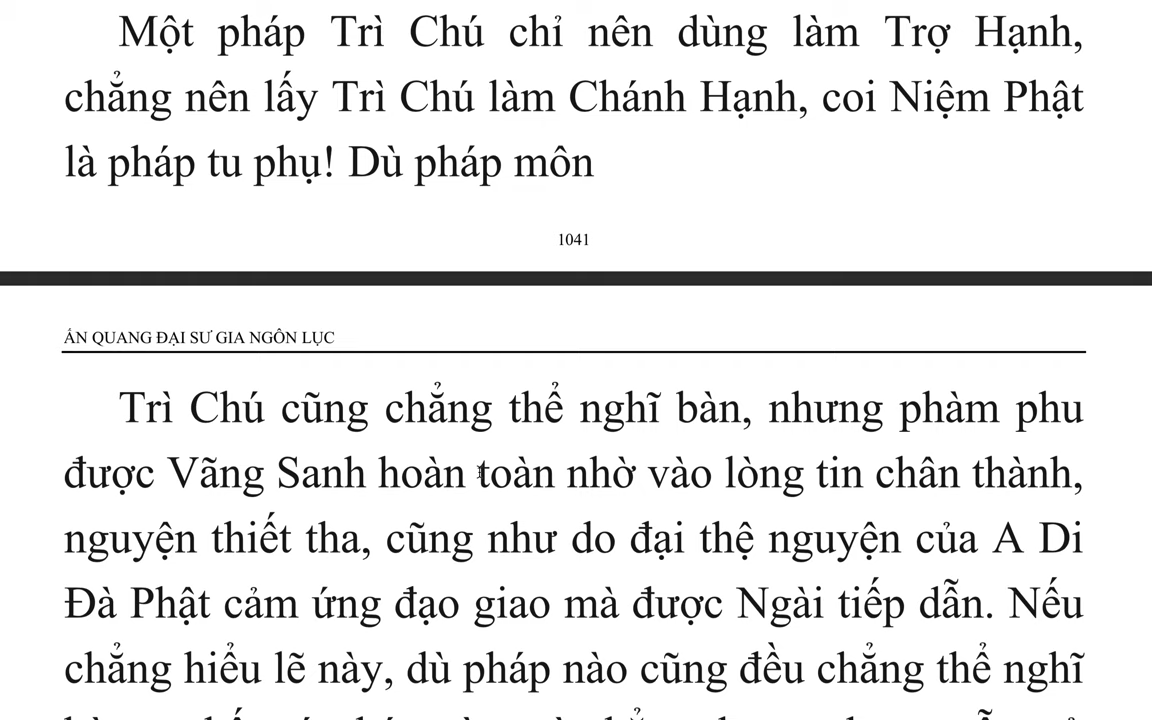 Một pháp Trì Chú chỉ nên dùng làm Trợ Hạnh,
chẳng nên lấy Trì Chú làm Chánh Hạnh, coi Niệm Phật
là pháp tu phụ! Dù pháp môn
1041
ẤN QUANG ĐẠI SƯ GIA NGÔN LỤC
Trì Chú cũng chẳng thể nghĩ bàn, nhưng phàm phu
được Vãng Sanh hoàn toàn nhờ vào lòng tin chân thành,
nguyện thiết tha, cũng như do đại thệ nguyện của A Di
Đà Phật cảm ứng đạo giao mà được Ngài tiếp dẫn. Nếu
chẳng hiểu lẽ này, dù pháp nào cũng đều chẳng thể nghĩ